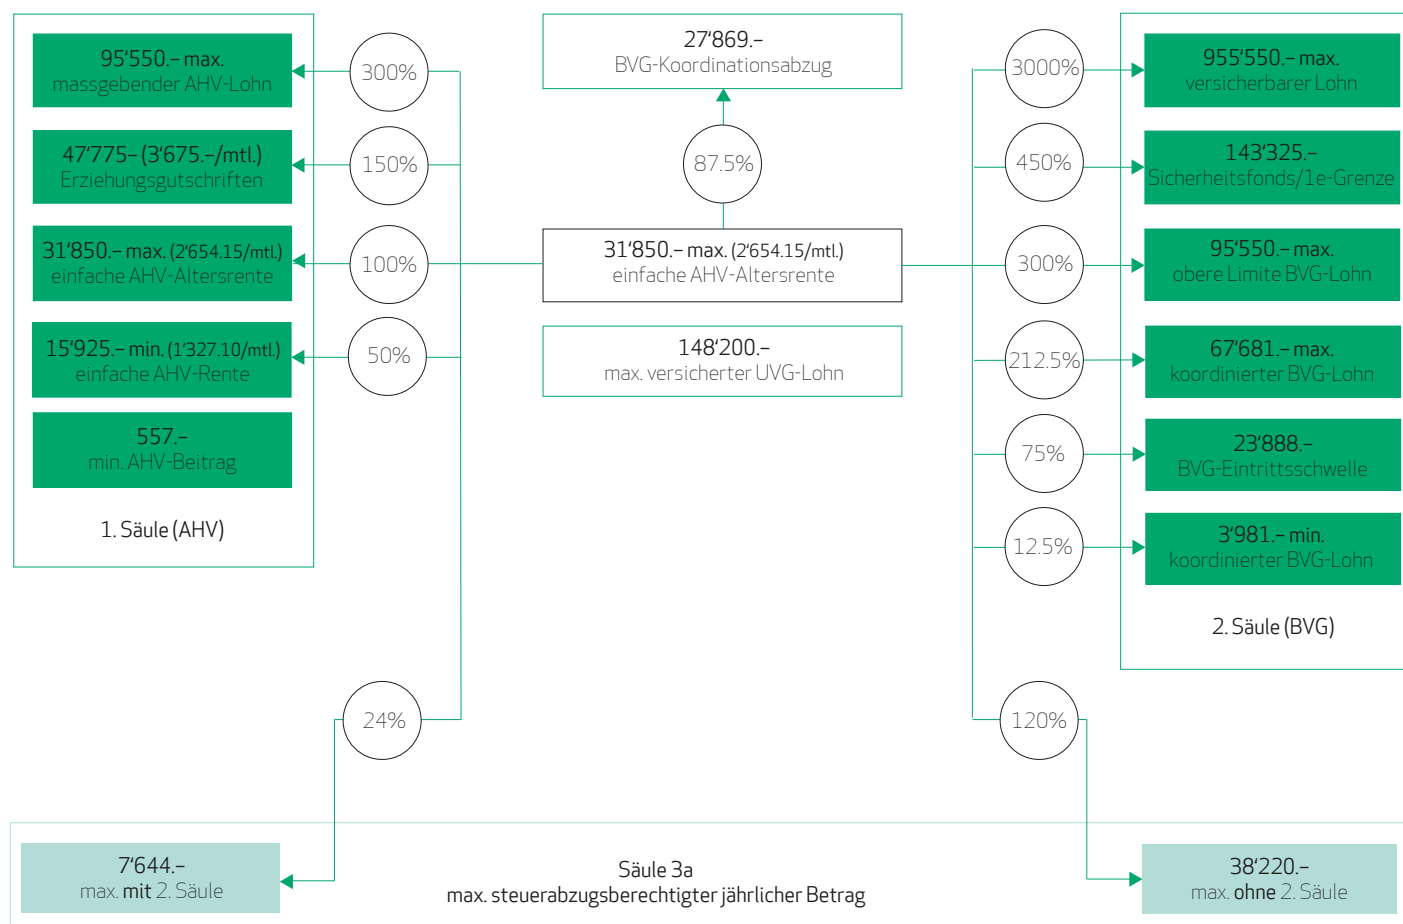 95'550.– max.
massgebender AHV-Lohn
300%
47'775– (3'675.–/mtl.)
Erziehungsgutschriften
150%
31'850.– max. (2'654.15/mtl.)
einfache AHV-Altersrente
100%
15'925.– min. (1'327.10/mtl.)
einfache AHV-Rente
50%
557.–
min. AHV-Beitrag
1. Säule (AHV)
27'869.–
BVG-Koordinationsabzug
87.5%
31'850.– max. (2'654.15/mtl.)
einfache AHV-Altersrente
148'200.–
max. versicherter UVG-Lohn
3000%
955'550.– max.
versicherbarer Lohn
450%
143'325.–
Sicherheitsfonds/1e-Grenze
300%
95'550.– max.
obere Limite BVG-Lohn
212.5%
67'681.– max.
koordinierter BVG-Lohn
75%
23'888.–
BVG-Eintrittsschwelle
12.5%
3'981.– min.
koordinierter BVG-Lohn
2. Säule (BVG)
24%
120%
7'644.–
max. mit 2. Säule
Säule 3a
max. steuerabzugsberechtigter jährlicher Betrag
38'220.–
max. ohne 2. Säule